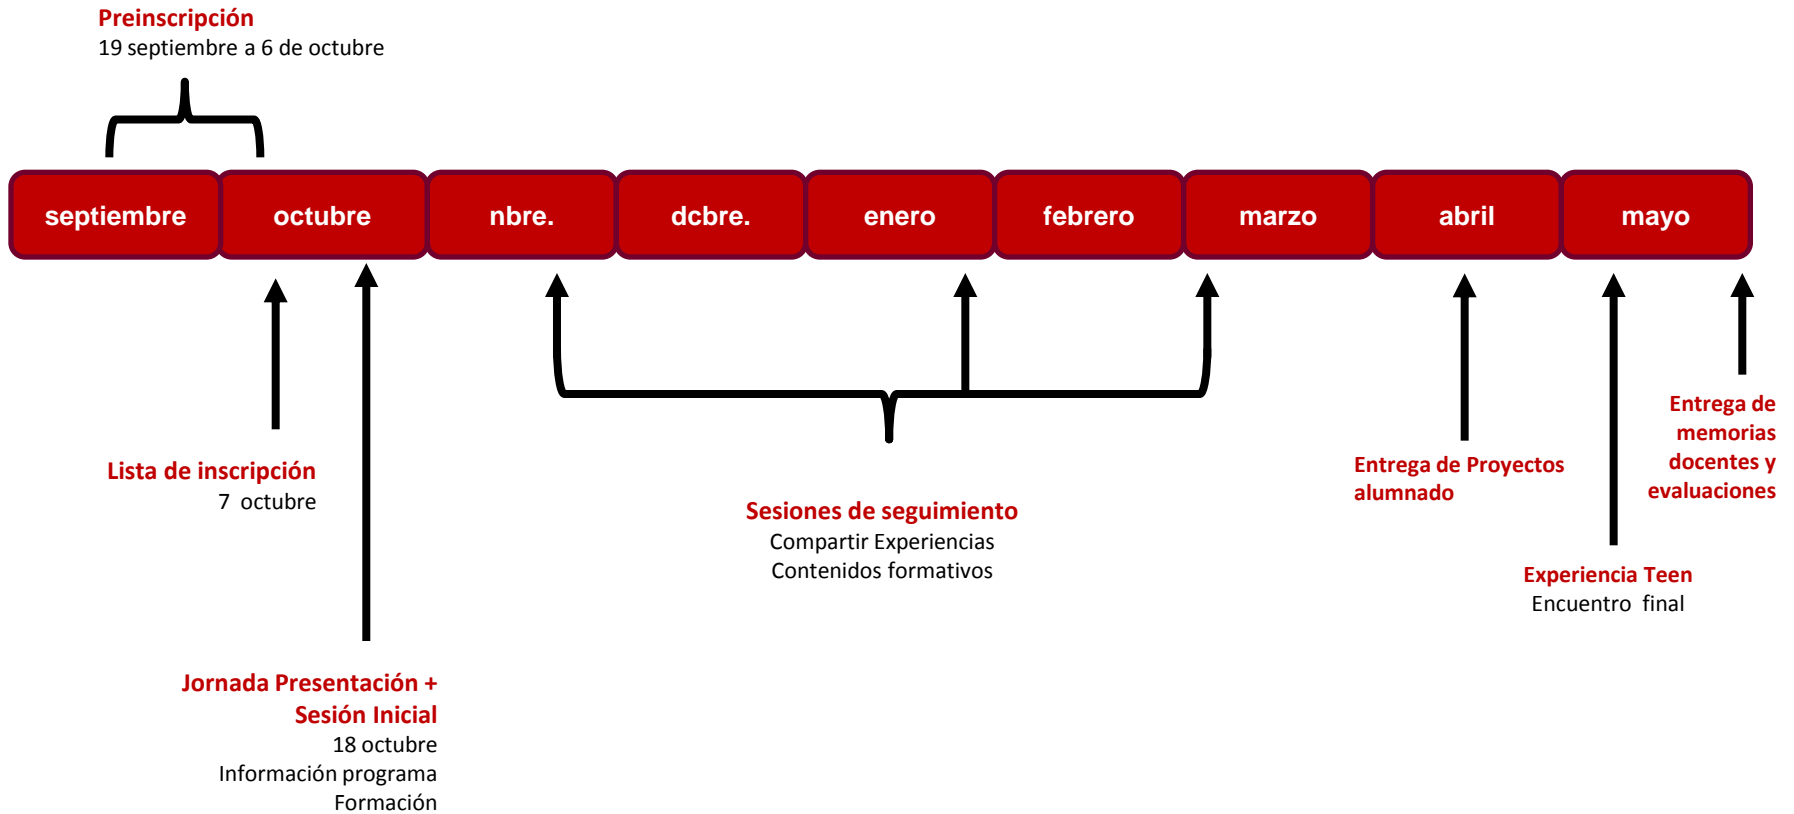 Preinscripción
19 septiembre a 6 de octubre
septiembre
octubre
nbre.
dcbre.
enero
febrero
marzo
abril
mayo
Lista de inscripción
7 octubre
Jornada Presentación +
Sesión Inicial
18 octubre
Información programa
Formación
Sesiones de seguimiento
Compartir Experiencias
Contenidos formativos
Entrega de Proyectos
alumnado
Experiencia Teen
Encuentro final
Entrega de
memorias
docentes y
evaluaciones